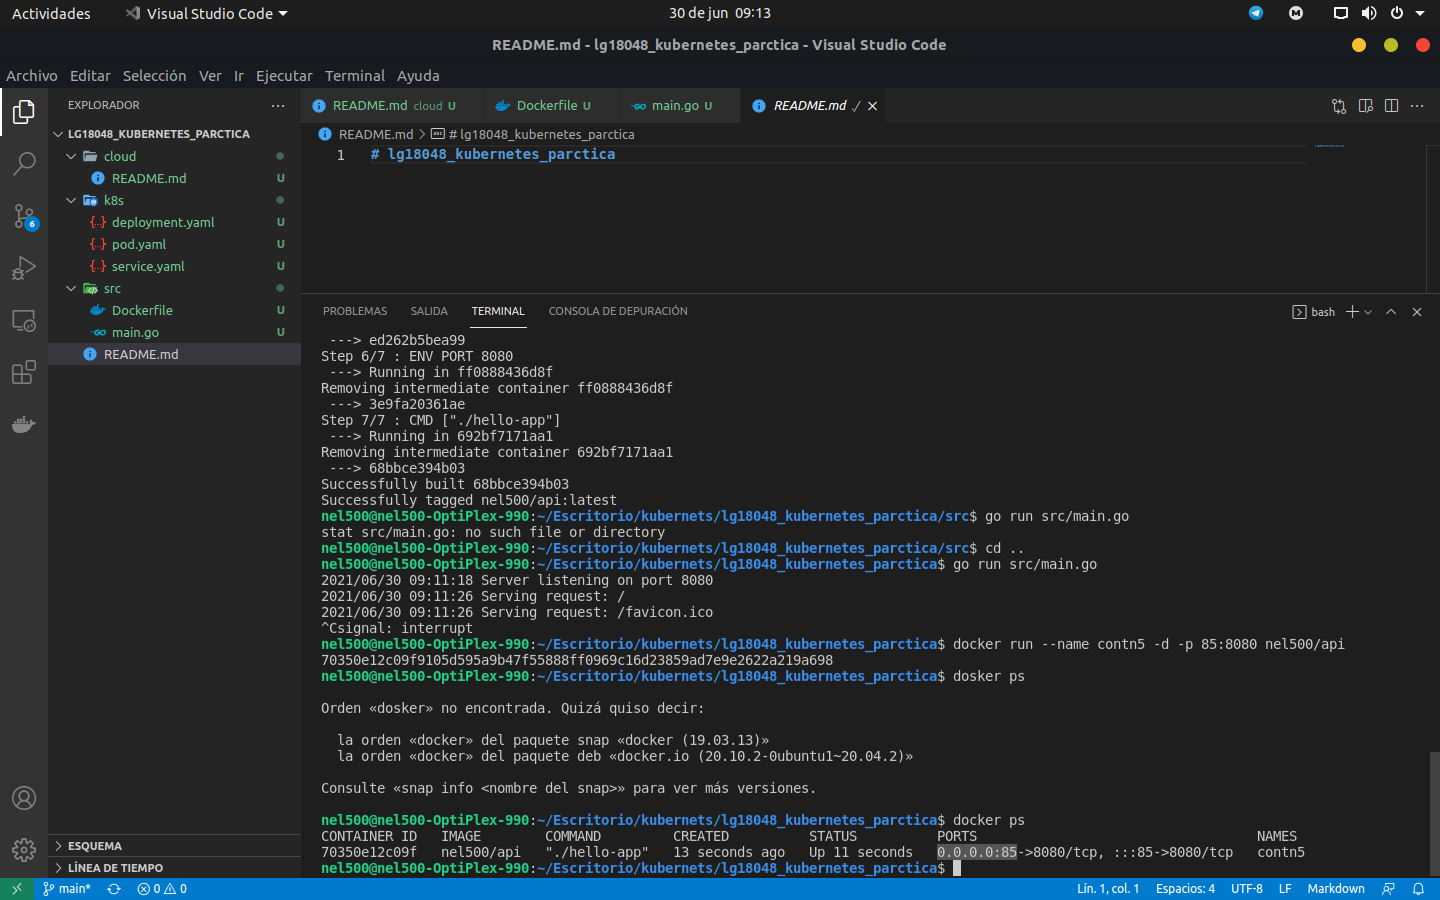 Actividades
Visual Studio Code
30 de jun 09:13
README.md - lg18048_kubernetes_parctica - Visual Studio Code
Archivo Editar Selección Ver Ir Ejecutar Terminal Ayuda
EXPLORADOR
LG18048_KUBERNETES_PARCTICA
cloud
README.md U
k8s
deployment.yaml U
pod.yaml U
service.yaml U
src
Dockerfile U
main.go U
README.md
ESQUEMA
LÍNEA DE TIEMPO
6
README.md cloud U
Dockerfile U
main.go U
README.md ./
README.md > # lg18048_kubernetes_parctica
1 # lg18048_kubernetes_parctica
PROBLEMAS SALIDA TERMINAL CONSOLA DE DEPURACIÓN
bash
---> ed262b5bea99
Step 6/7 : ENV PORT 8080
---> Running in ff0888436d8f
Removing intermediate container ff0888436d8f
---> 3e9fa20361ae
Step 7/7 : CMD ["./hello-app"]
---> Running in 692bf7171aa1
Removing intermediate container 692bf7171aa1
---> 68bbce394b03
Successfully built 68bbce394b03
Successfully tagged nel500/api:latest
nel500@nel500-OptiPlex-990:~/Escritorio/kubernets/lg18048_kubernetes_parctica/src$ go run src/main.go
stat src/main.go: no such file or directory
nel500@nel500-OptiPlex-990:~/Escritorio/kubernets/lg18048_kubernetes_parctica/src$ cd ..
nel500@nel500-OptiPlex-990:~/Escritorio/kubernets/lg18048_kubernetes_parctica$ go run src/main.go
2021/06/30 09:11:18 Server listening on port 8080
2021/06/30 09:11:26 Serving request: /
2021/06/30 09:11:26 Serving request: /favicon.ico
^Csignal: interrupt
nel500@nel500-OptiPlex-990:~/Escritorio/kubernets/lg18048_kubernetes_parctica$ docker run --name contn5 -d -p 85:8080 nel500/api
70350e12c09f9105d595a9b47f55888ff0969c16d23859ad7e9e2622a219a698
nel500@nel500-OptiPlex-990:~/Escritorio/kubernets/lg18048_kubernetes_parctica$ dosker ps
Orden «dosker» no encontrada. Quizá quiso decir:
la orden «docker» del paquete snap «docker (19.03.13)»
la orden «docker» del paquete deb «docker.io (20.10.2-0ubuntu1~20.04.2)»
Consulte «snap info <nombre del snap>» para ver más versiones.
nel500@nel500-OptiPlex-990:~/Escritorio/kubernets/lg18048_kubernetes_parctica$ docker ps
CONTAINER ID IMAGE COMMAND CREATED STATUS PORTS NAMES
70350e12c09f nel500/api "./hello-app" 13 seconds ago Up 11 seconds 0.0.0.0:85->8080/tcp, :::85->8080/tcp contn5
nel500@nel500-OptiPlex-990:~/Escritorio/kubernets/lg18048_kubernetes_parctica$
main* 0 0
Lín. 1, col. 1 Espacios: 4 UTF-8 LF Markdown